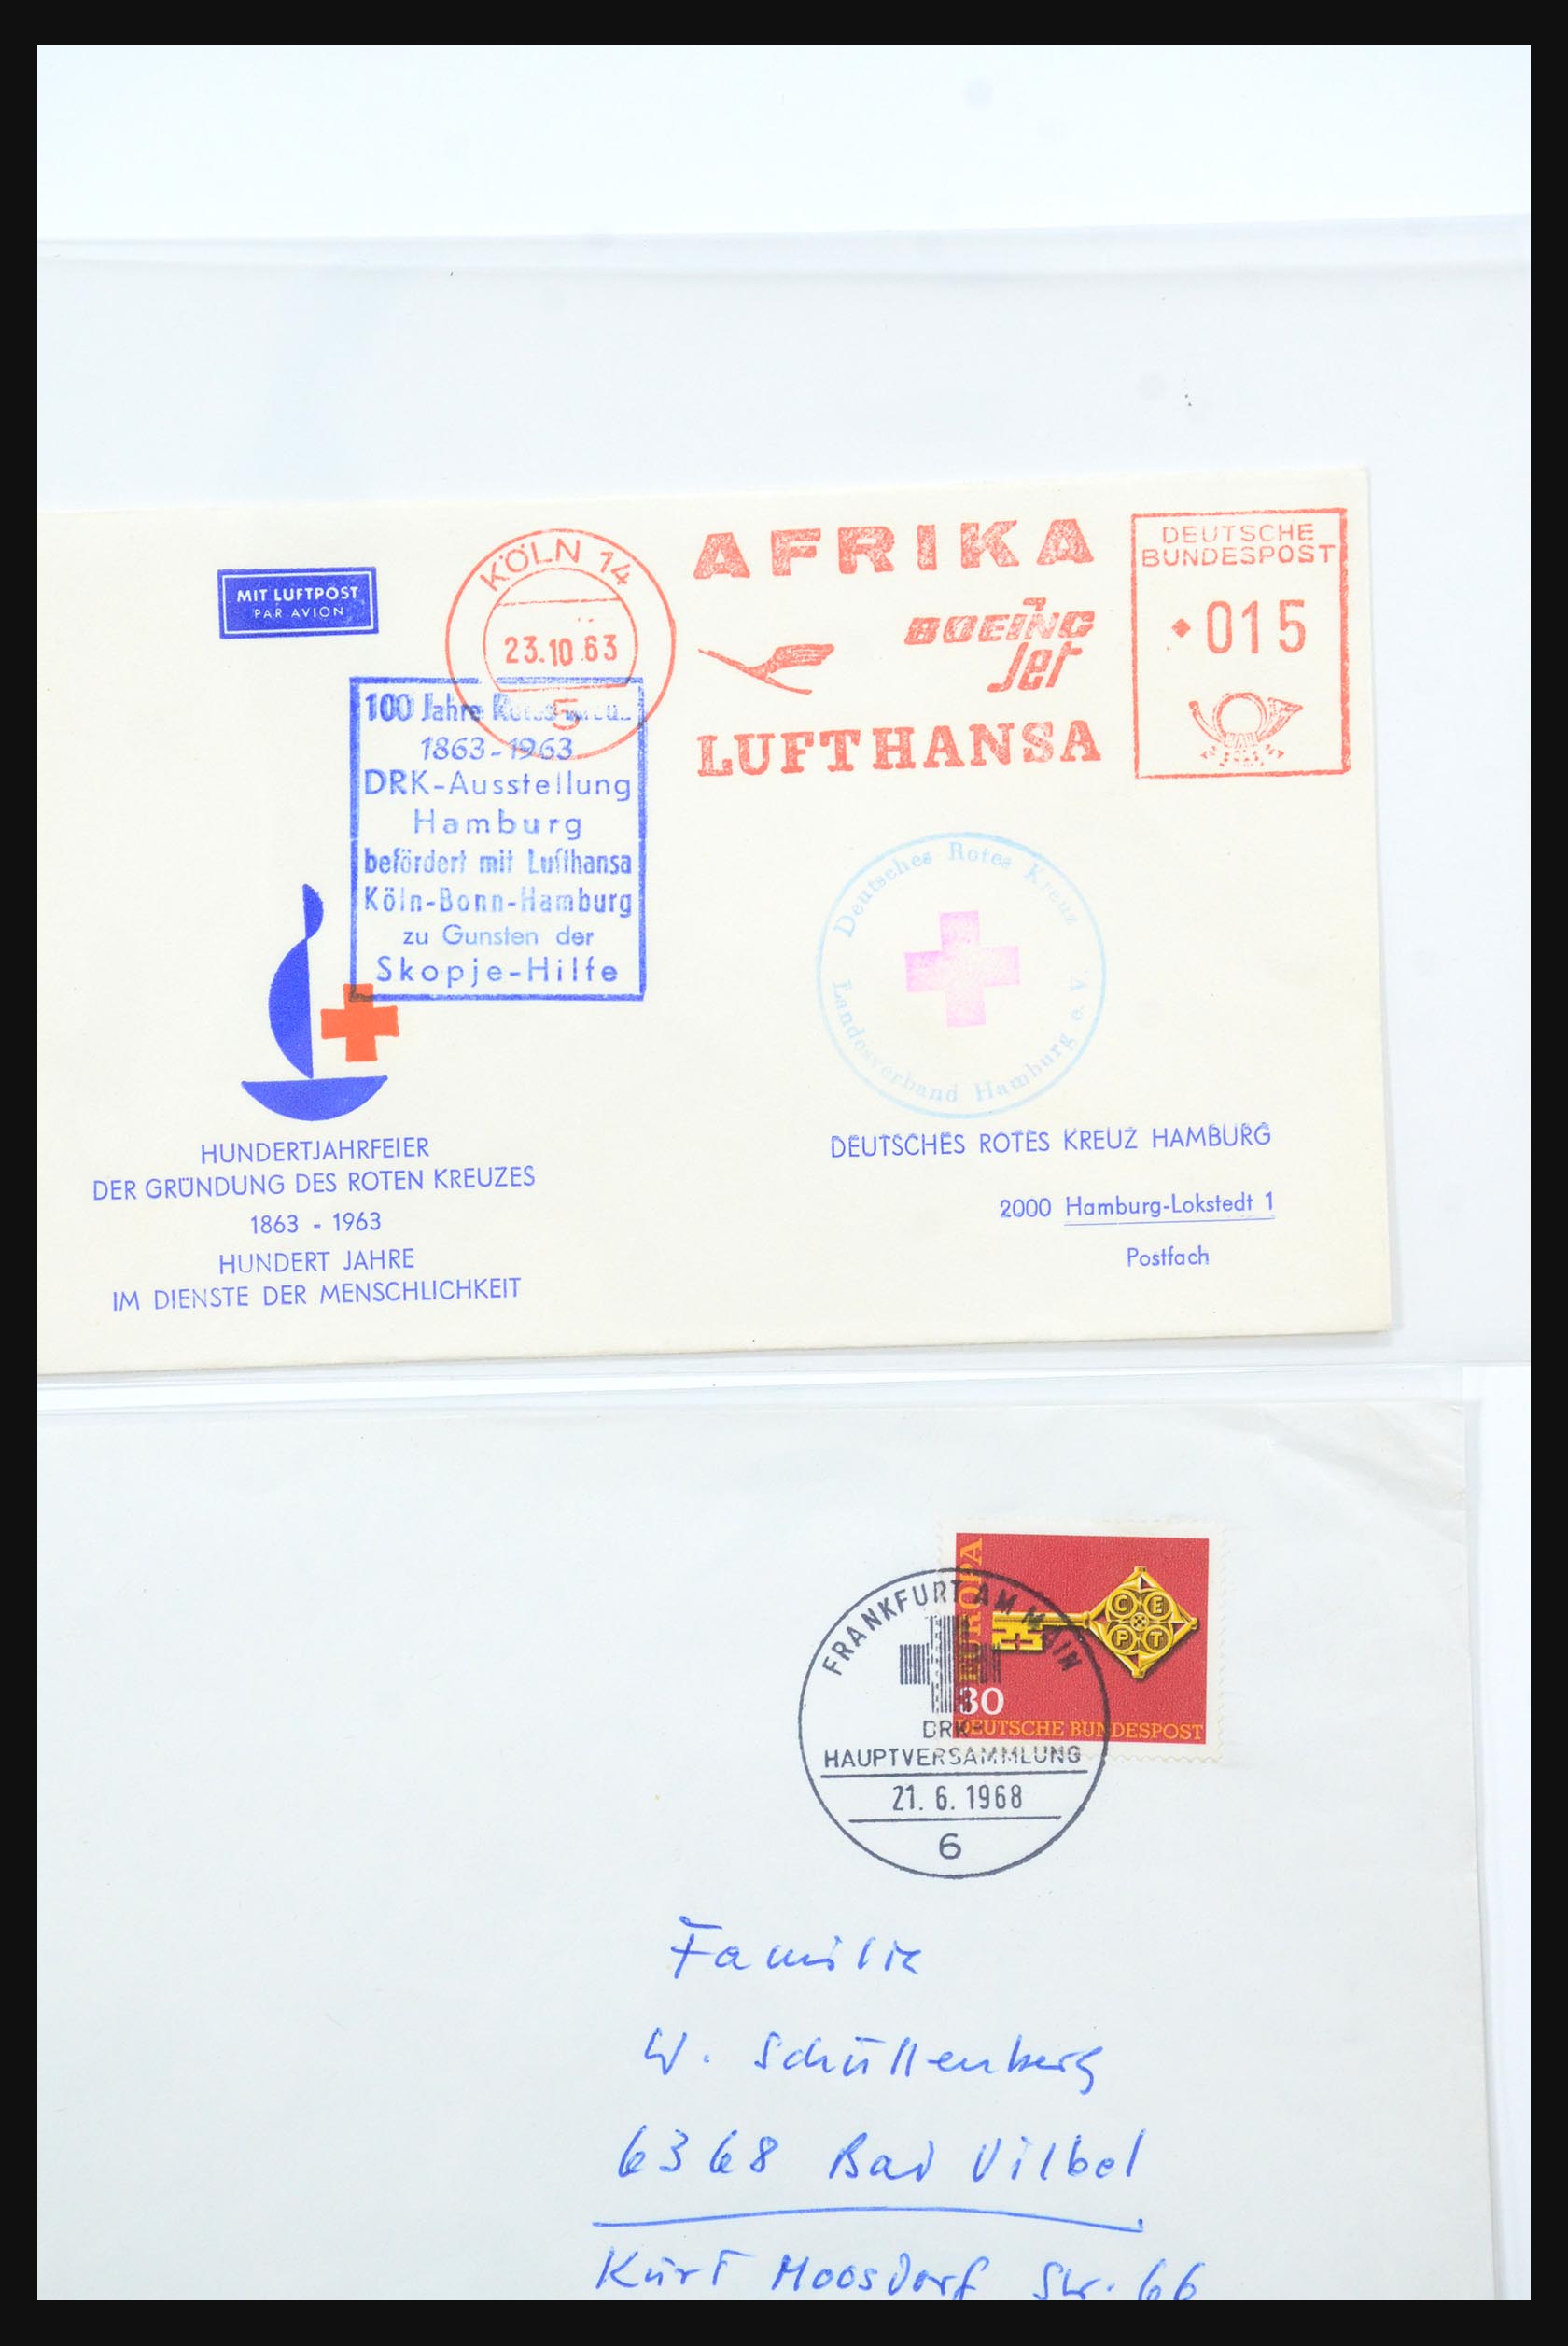 MIT LUFTPOST
PAR AVION
KÖLN 14
23.10.63
5
AFRIKA
BOEING
Jet
LUFTHANSA
DEUTSCHE
BUNDESPOST
015
100 Jahre Rotes
1863-1963
DRK-Ausstellung
Hamburg
befördert mit Lufthansa
Köln-Bonn-Hamburg
zu Gunsten der
Skopje-Hilfe
Deutsches Rotes Kreuz
Landesverband Hamburg e. V.
HUNDERTJAHRFEIER
DER GRÜNDUNG DES ROTEN KREUZES
1863 - 1963
HUNDERT JAHRE
IM DIENSTE DER MENSCHLICHKEIT
DEUTSCHES ROTES KREUZ HAMBURG
2000 Hamburg-Lokstedt 1
Postfach
EUROPA
CEPT
30
DEUTSCHE BUNDESPOST
FRANKFURT AM MAIN
DRK-
HAUPTVERSAMMLUNG
21. 6. 1968
6
Familie
W. Schüllenberg
6368 Bad Vilbel
Kurt Moosdorf Str. 66